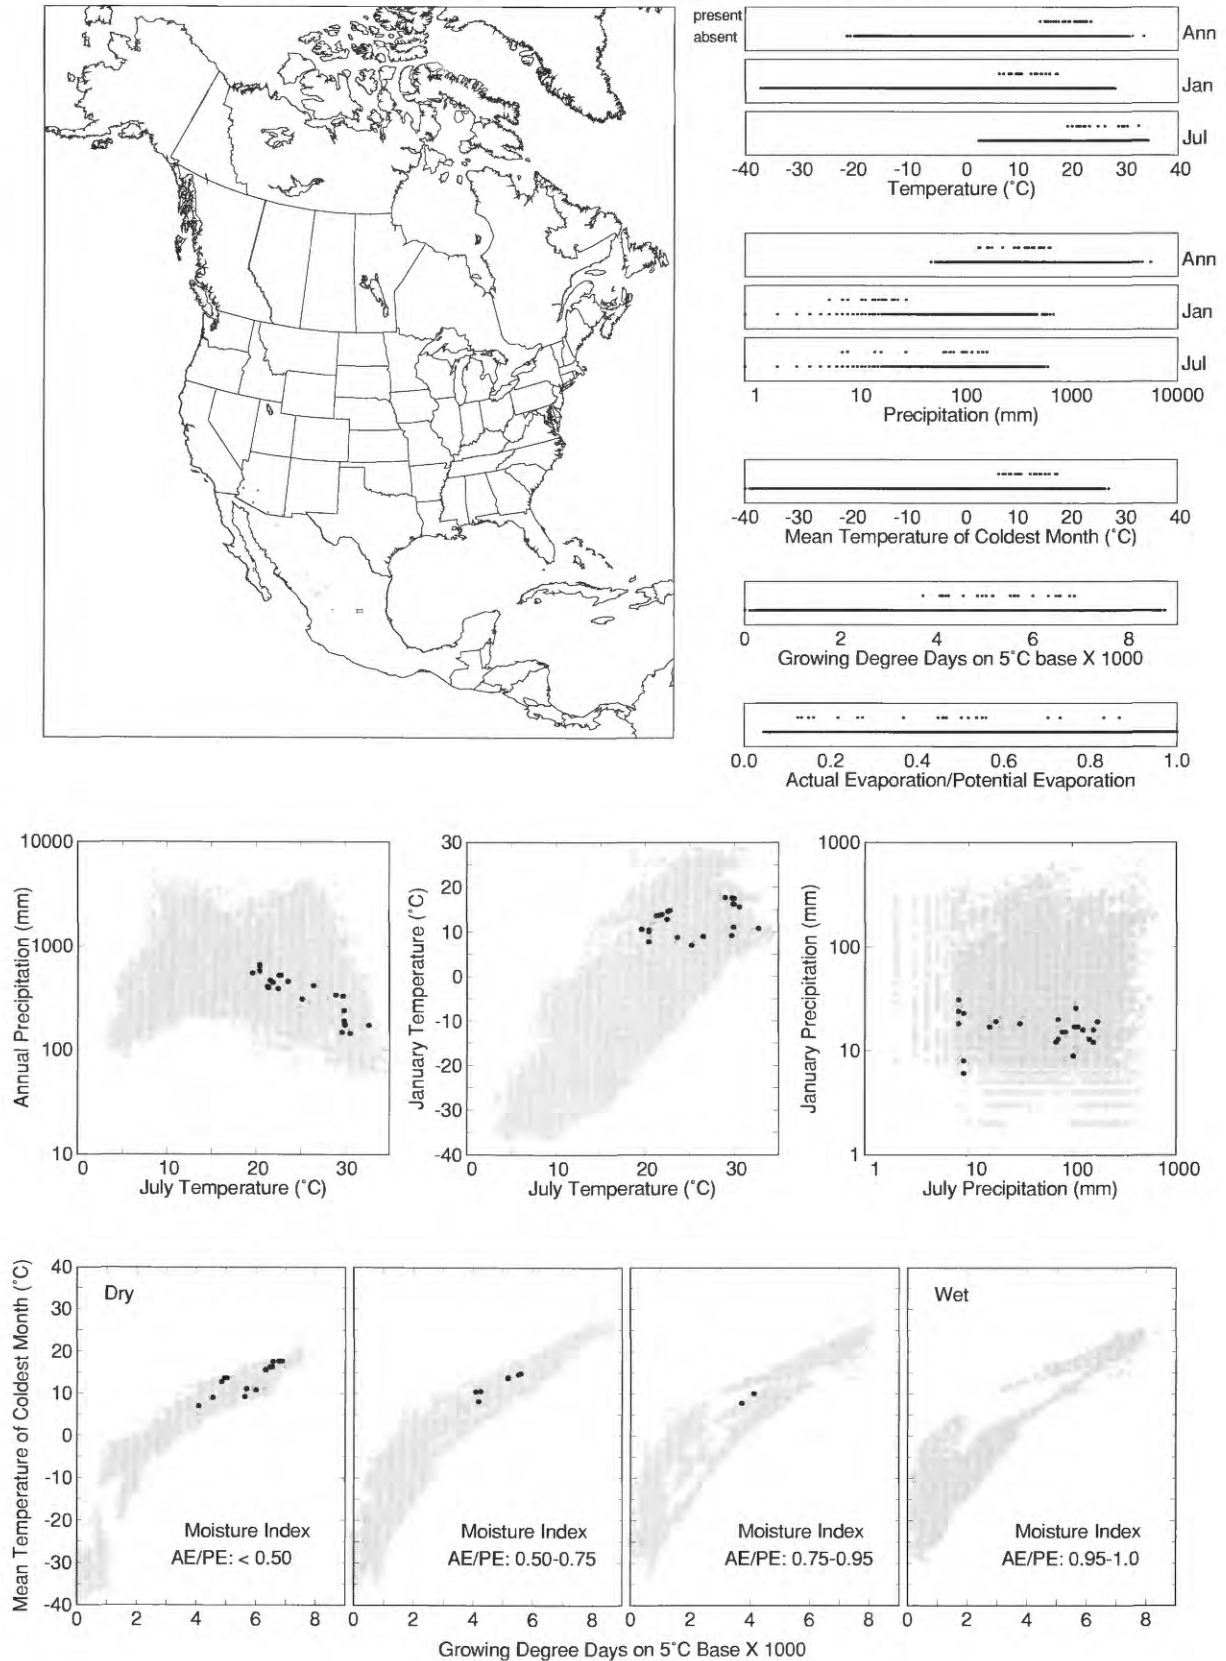 present
absent
Ann
Jan
Jul
-40 -30 -20 -10 0 10 20 30 40
Temperature (˚C)
Ann
Jan
Jul
1 10 100 1000 10000
Precipitation (mm)
-40 -30 -20 -10 0 10 20 30 40
Mean Temperature of Coldest Month (˚C)
0 2 4 6 8
Growing Degree Days on 5˚C base X 1000
0.0 0.2 0.4 0.6 0.8 1.0
Actual Evaporation/Potential Evaporation
Annual Precipitation (mm)
10000
1000
100
10
0 10 20 30
July Temperature (˚C)
January Temperature (˚C)
30
20
10
0
-10
-20
-30
-40
0 10 20 30
July Temperature (˚C)
January Precipitation (mm)
1000
100
10
1
1 10 100 1000
July Precipitation (mm)
Mean Temperature of Coldest Month (˚C)
40
30
20
10
0
-10
-20
-30
-40
Dry
Moisture Index
AE/PE: < 0.50
0 2 4 6 8
Moisture Index
AE/PE: 0.50-0.75
0 2 4 6 8
Moisture Index
AE/PE: 0.75-0.95
0 2 4 6 8
Wet
Moisture Index
AE/PE: 0.95-1.0
0 2 4 6 8
Growing Degree Days on 5˚C Base X 1000